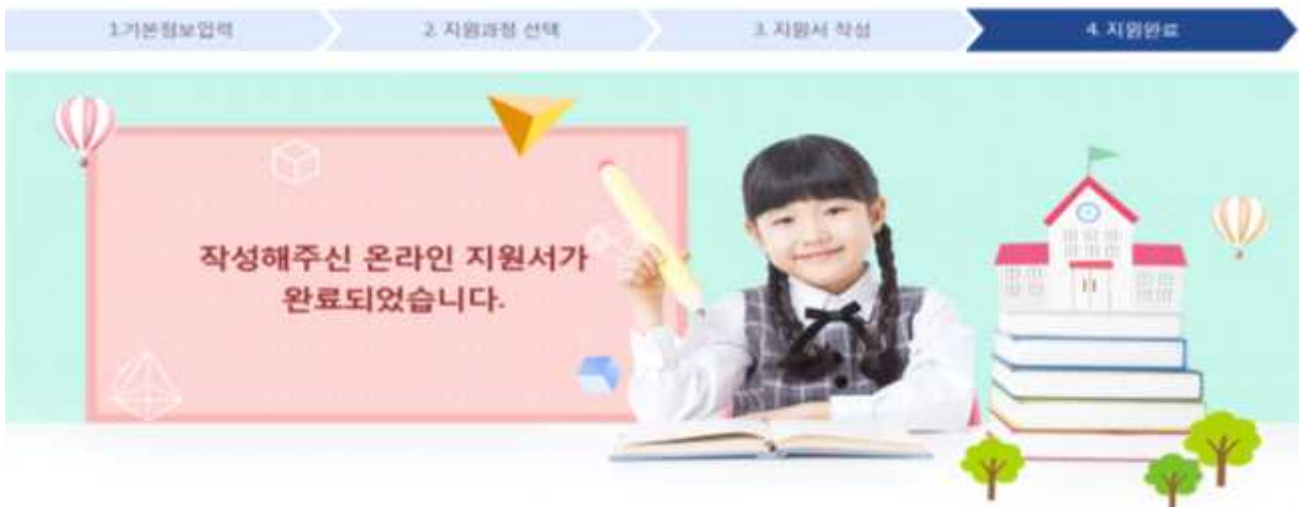 1.기본정보입력
2. 지원과정 선택
3. 지원서 작성
4. 지원완료
작성해주신 온라인 지원서가
완료되었습니다.